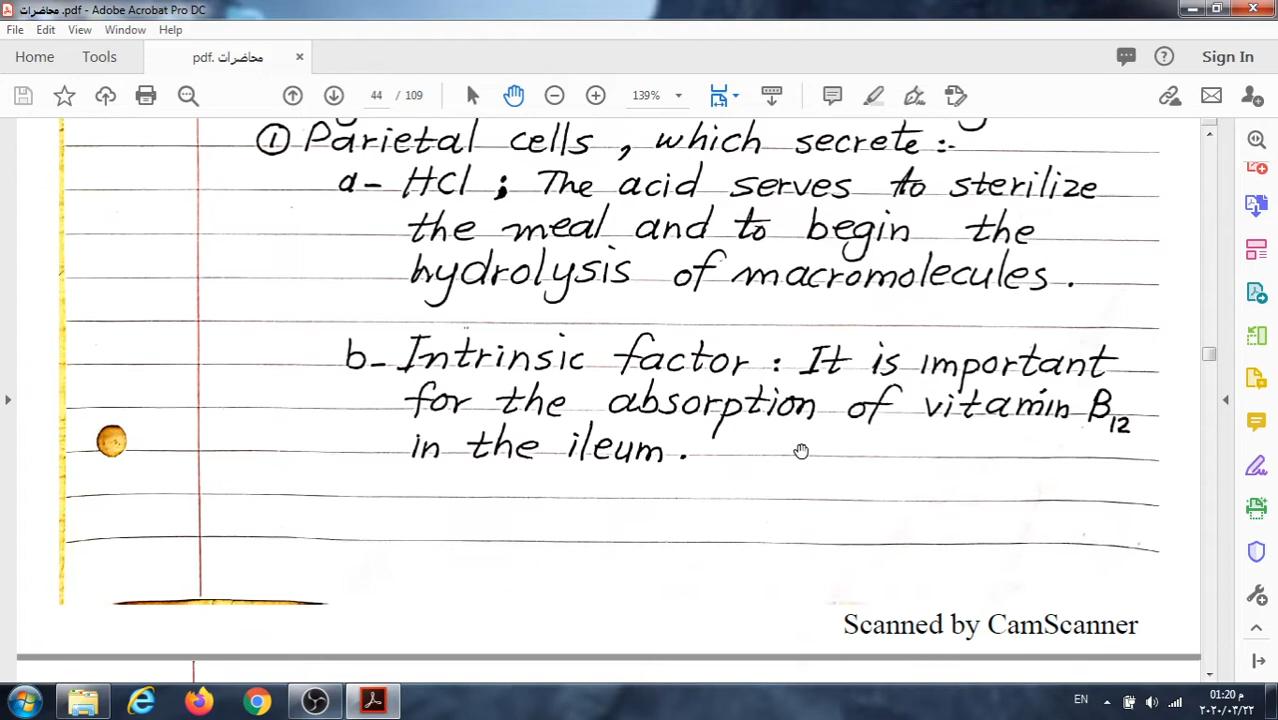 محاضرات .pdf - Adobe Acrobat Pro DC
File Edit View Window Help
Home Tools محاضرات .pdf × Sign In
44 / 109 139%
① Parietal cells, which secrete :-
a- HCl ; The acid serves to sterilize
the meal and to begin the
hydrolysis of macromolecules.
b- Intrinsic factor : It is important
for the absorption of vitamin B₁₂
in the ileum.
Scanned by CamScanner
EN 01:20 م
٢٠٢٠/٠٣/٢٢